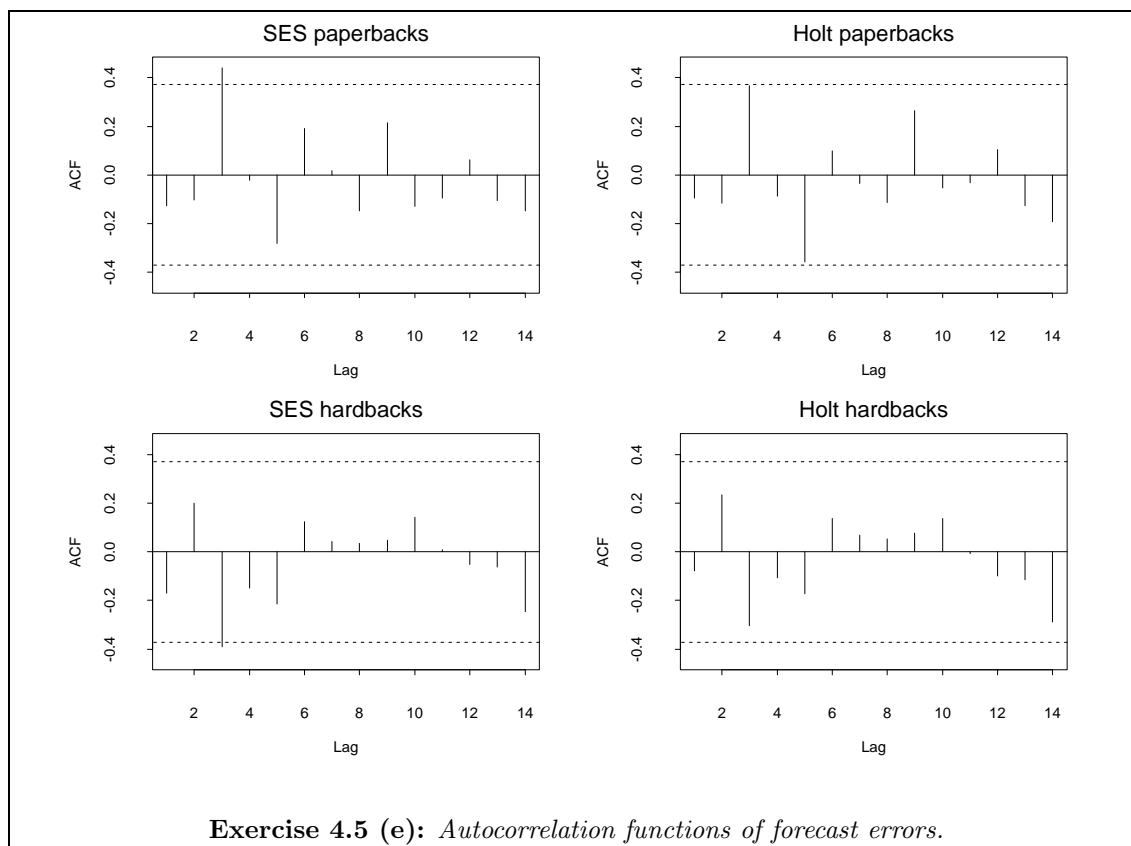 SES paperbacks
0.4
0.2
0.0
-0.2
-0.4
ACF
2 4 6 8 10 12 14
Lag
Holt paperbacks
0.4
0.2
0.0
-0.2
-0.4
ACF
2 4 6 8 10 12 14
Lag
SES hardbacks
0.4
0.2
0.0
-0.2
-0.4
ACF
2 4 6 8 10 12 14
Lag
Holt hardbacks
0.4
0.2
0.0
-0.2
-0.4
ACF
2 4 6 8 10 12 14
Lag
Exercise 4.5 (e): Autocorrelation functions of forecast errors.